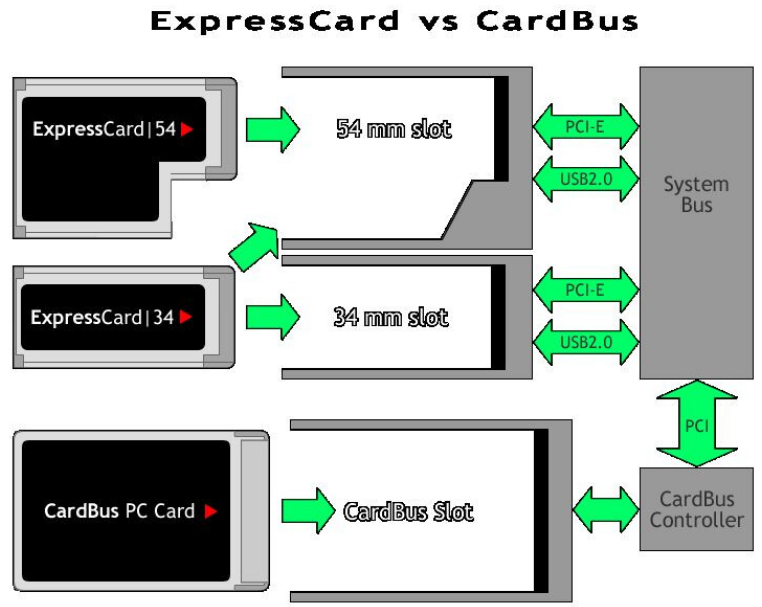 ExpressCard vs CardBus
ExpressCard|54
54 mm slot
PCI-E
USB2.0
System
Bus
ExpressCard|34
34 mm slot
PCI-E
USB2.0
PCI
CardBus PC Card
CardBus Slot
CardBus
Controller